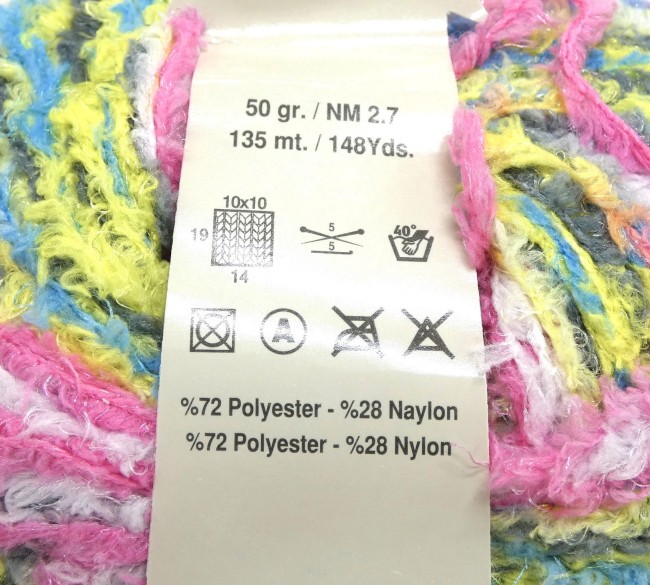 50 gr. / NM 2.7
135 mt. / 148Yds.
10x10
19
14
5
5
40°
A
%72 Polyester - %28 Naylon
%72 Polyester - %28 Nylon